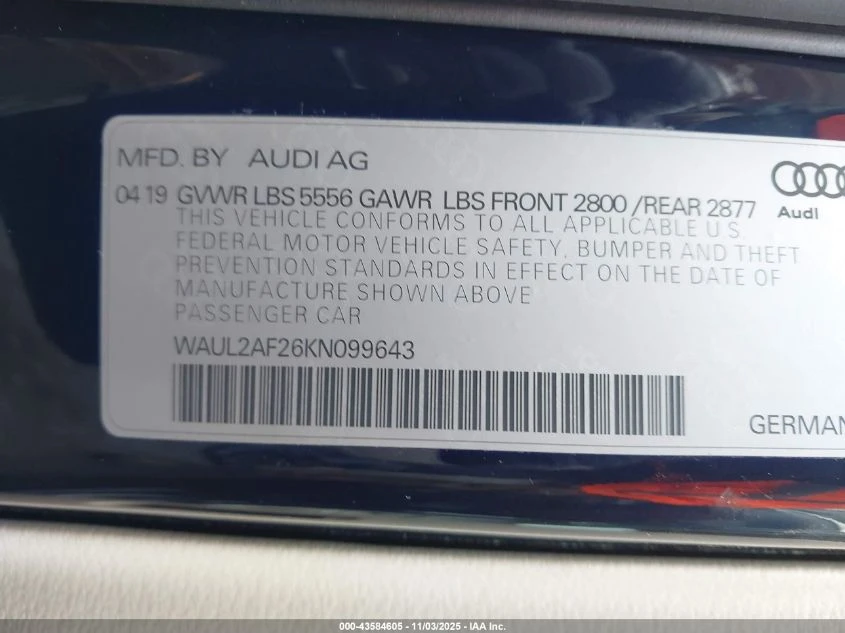 MFD. BY AUDI AG
04 19 GVWR LBS 5556 GAWR LBS FRONT 2800 /REAR 2877
Audi
THIS VEHICLE CONFORMS TO ALL APPLICABLE U.S.
FEDERAL MOTOR VEHICLE SAFETY, BUMPER AND THEFT
PREVENTION STANDARDS IN EFFECT ON THE DATE OF
MANUFACTURE SHOWN ABOVE
PASSENGER CAR
WAUL2AF26KN099643
GERMAN
000-43584605 - 11/03/2025 - IAA Inc.